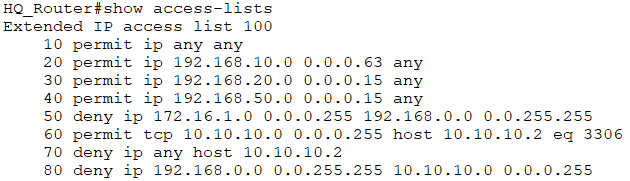 HQ_Router#show access-lists
Extended IP access list 100
    10 permit ip any any
    20 permit ip 192.168.10.0 0.0.0.63 any
    30 permit ip 192.168.20.0 0.0.0.15 any
    40 permit ip 192.168.50.0 0.0.0.15 any
    50 deny ip 172.16.1.0 0.0.0.255 192.168.0.0 0.0.255.255
    60 permit tcp 10.10.10.0 0.0.0.255 host 10.10.10.2 eq 3306
    70 deny ip any host 10.10.10.2
    80 deny ip 192.168.0.0 0.0.255.255 10.10.10.0 0.0.0.255